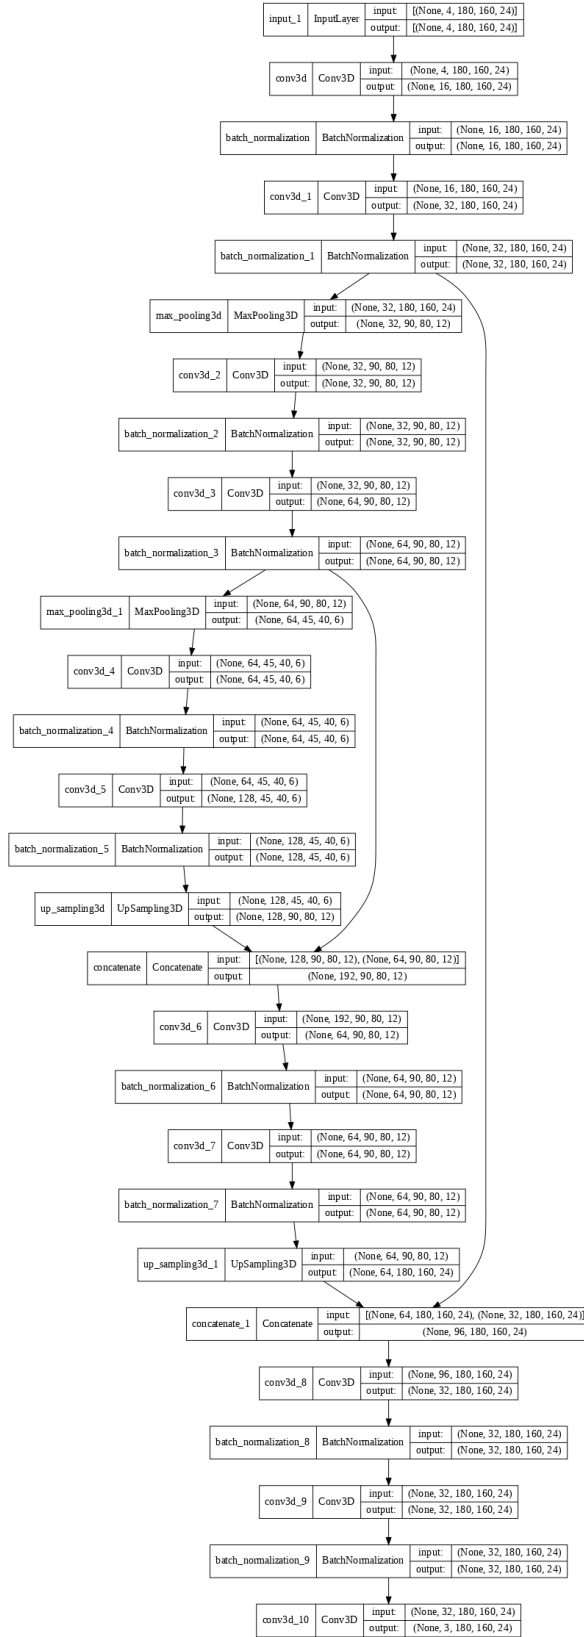 input_1 InputLayer input: [(None, 4, 180, 160, 24)]
output: [(None, 4, 180, 160, 24)]
conv3d Conv3D input: (None, 4, 180, 160, 24)
output: (None, 16, 180, 160, 24)
batch_normalization BatchNormalization input: (None, 16, 180, 160, 24)
output: (None, 16, 180, 160, 24)
conv3d_1 Conv3D input: (None, 16, 180, 160, 24)
output: (None, 32, 180, 160, 24)
batch_normalization_1 BatchNormalization input: (None, 32, 180, 160, 24)
output: (None, 32, 180, 160, 24)
max_pooling3d MaxPooling3D input: (None, 32, 180, 160, 24)
output: (None, 32, 90, 80, 12)
conv3d_2 Conv3D input: (None, 32, 90, 80, 12)
output: (None, 32, 90, 80, 12)
batch_normalization_2 BatchNormalization input: (None, 32, 90, 80, 12)
output: (None, 32, 90, 80, 12)
conv3d_3 Conv3D input: (None, 32, 90, 80, 12)
output: (None, 64, 90, 80, 12)
batch_normalization_3 BatchNormalization input: (None, 64, 90, 80, 12)
output: (None, 64, 90, 80, 12)
max_pooling3d_1 MaxPooling3D input: (None, 64, 90, 80, 12)
output: (None, 64, 45, 40, 6)
conv3d_4 Conv3D input: (None, 64, 45, 40, 6)
output: (None, 64, 45, 40, 6)
batch_normalization_4 BatchNormalization input: (None, 64, 45, 40, 6)
output: (None, 64, 45, 40, 6)
conv3d_5 Conv3D input: (None, 64, 45, 40, 6)
output: (None, 128, 45, 40, 6)
batch_normalization_5 BatchNormalization input: (None, 128, 45, 40, 6)
output: (None, 128, 45, 40, 6)
up_sampling3d UpSampling3D input: (None, 128, 45, 40, 6)
output: (None, 128, 90, 80, 12)
concatenate Concatenate input: [(None, 128, 90, 80, 12), (None, 64, 90, 80, 12)]
output: (None, 192, 90, 80, 12)
conv3d_6 Conv3D input: (None, 192, 90, 80, 12)
output: (None, 64, 90, 80, 12)
batch_normalization_6 BatchNormalization input: (None, 64, 90, 80, 12)
output: (None, 64, 90, 80, 12)
conv3d_7 Conv3D input: (None, 64, 90, 80, 12)
output: (None, 64, 90, 80, 12)
batch_normalization_7 BatchNormalization input: (None, 64, 90, 80, 12)
output: (None, 64, 90, 80, 12)
up_sampling3d_1 UpSampling3D input: (None, 64, 90, 80, 12)
output: (None, 64, 180, 160, 24)
concatenate_1 Concatenate input: [(None, 64, 180, 160, 24), (None, 32, 180, 160, 24)]
output: (None, 96, 180, 160, 24)
conv3d_8 Conv3D input: (None, 96, 180, 160, 24)
output: (None, 32, 180, 160, 24)
batch_normalization_8 BatchNormalization input: (None, 32, 180, 160, 24)
output: (None, 32, 180, 160, 24)
conv3d_9 Conv3D input: (None, 32, 180, 160, 24)
output: (None, 32, 180, 160, 24)
batch_normalization_9 BatchNormalization input: (None, 32, 180, 160, 24)
output: (None, 32, 180, 160, 24)
conv3d_10 Conv3D input: (None, 32, 180, 160, 24)
output: (None, 3, 180, 160, 24)